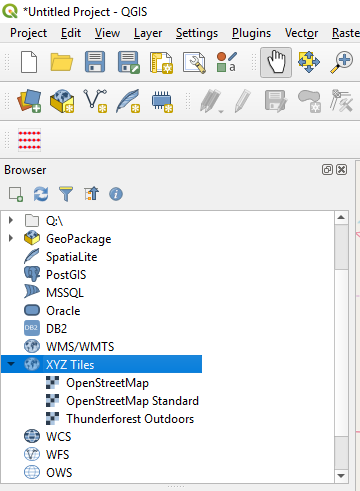 *Untitled Project - QGIS
Project Edit View Layer Settings Plugins Vector Raste
Browser
Q:\
GeoPackage
SpatiaLite
PostGIS
MSSQL
Oracle
DB2 DB2
WMS/WMTS
XYZ Tiles
OpenStreetMap
OpenStreetMap Standard
Thunderforest Outdoors
WCS
WFS
OWS